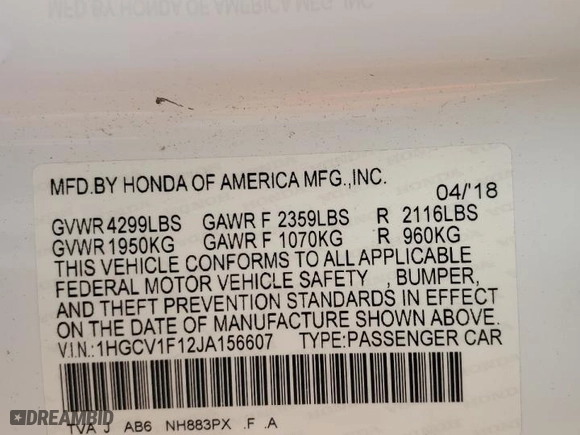 MFD.BY HONDA OF AMERICA MFG.,INC.
04/'18
GVWR 4299LBS GAWR F 2359LBS R 2116LBS
GVWR 1950KG GAWR F 1070KG R 960KG
THIS VEHICLE CONFORMS TO ALL APPLICABLE
FEDERAL MOTOR VEHICLE SAFETY , BUMPER,
AND THEFT PREVENTION STANDARDS IN EFFECT
ON THE DATE OF MANUFACTURE SHOWN ABOVE.
V.I.N.:1HGCV1F12JA156607 TYPE:PASSENGER CAR
TVA J AB6 NH883PX .F .A
DREAMBID